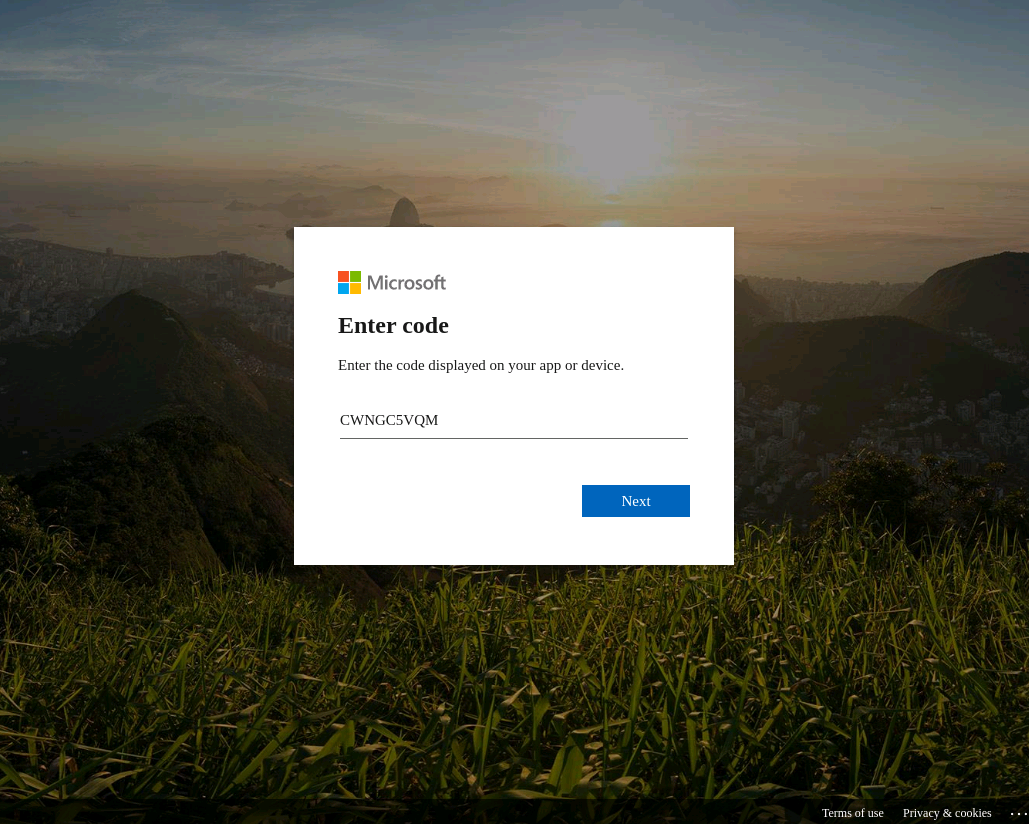 Microsoft
Enter code
Enter the code displayed on your app or device.
CWNGC5VQM
Next
Terms of use Privacy & cookies ...